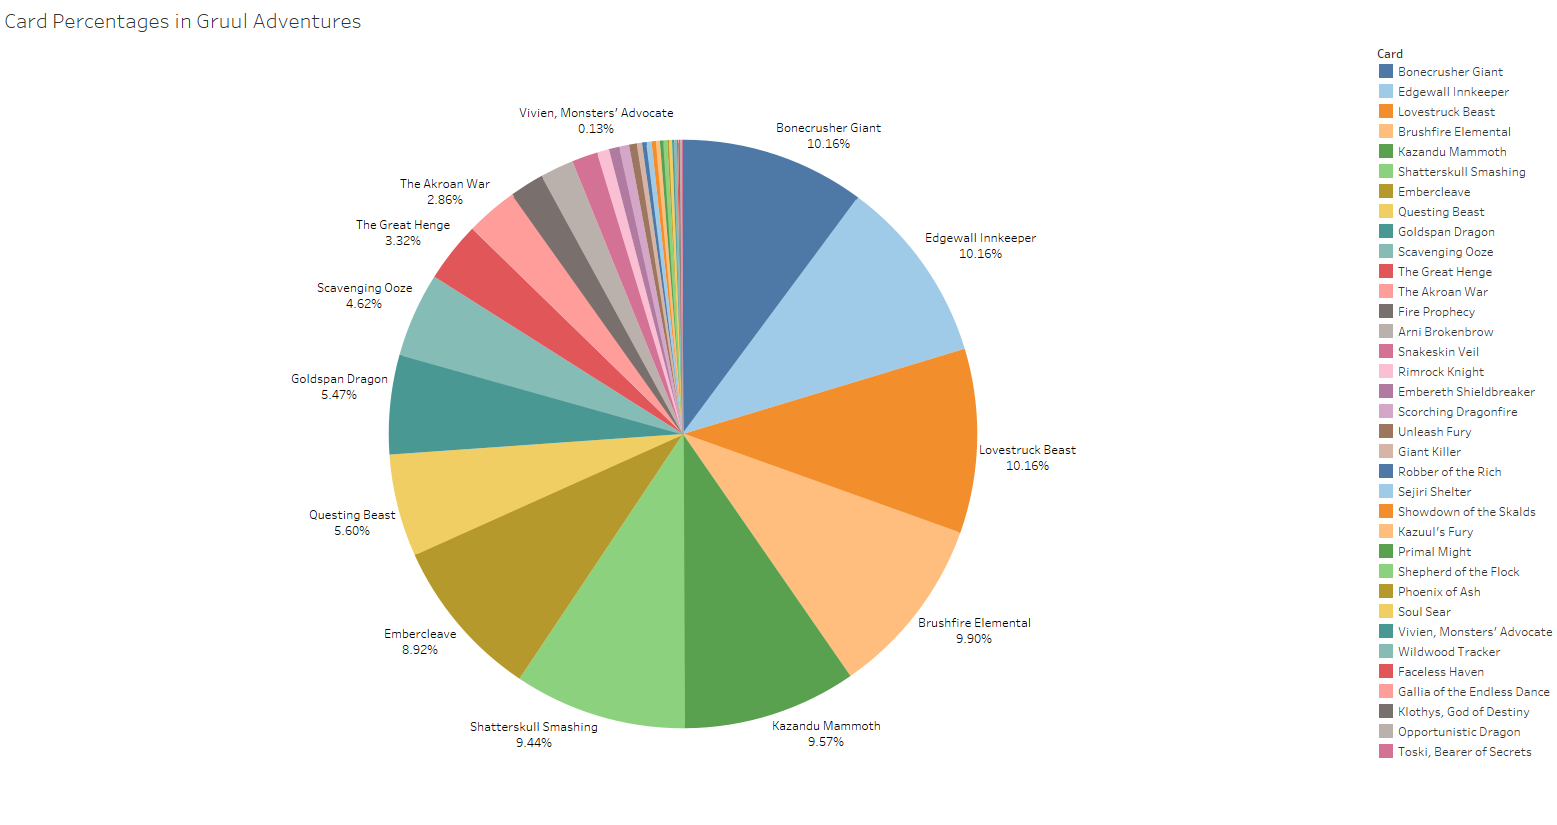 Card Percentages in Gruul Adventures
Vivien, Monsters' Advocate
0.13%
Bonecrusher Giant
10.16%
The Akroan War
2.86%
The Great Henge
3.32%
Edgewall Innkeeper
10.16%
Scavenging Ooze
4.62%
Goldspan Dragon
5.47%
Lovestruck Beast
10.16%
Questing Beast
5.60%
Brushfire Elemental
9.90%
Embercleave
8.92%
Shatterskull Smashing
9.44%
Kazandu Mammoth
9.57%
Card
Bonecrusher Giant
Edgewall Innkeeper
Lovestruck Beast
Brushfire Elemental
Kazandu Mammoth
Shatterskull Smashing
Embercleave
Questing Beast
Goldspan Dragon
Scavenging Ooze
The Great Henge
The Akroan War
Fire Prophecy
Arni Brokenbrow
Snakeskin Veil
Rimrock Knight
Embereth Shieldbreaker
Scorching Dragonfire
Unleash Fury
Giant Killer
Robber of the Rich
Sejiri Shelter
Showdown of the Skalds
Kazuul's Fury
Primal Might
Shepherd of the Flock
Phoenix of Ash
Soul Sear
Vivien, Monsters' Advocate
Wildwood Tracker
Faceless Haven
Gallia of the Endless Dance
Klothys, God of Destiny
Opportunistic Dragon
Toski, Bearer of Secrets